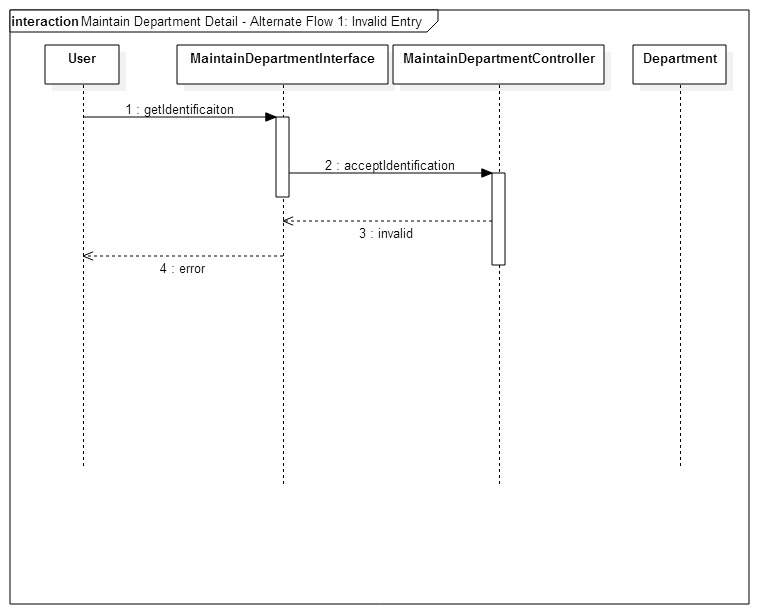 interaction Maintain Department Detail - Alternate Flow 1: Invalid Entry
User
MaintainDepartmentInterface
MaintainDepartmentController
Department
1 : getIdentificaiton
2 : acceptIdentification
3 : invalid
4 : error